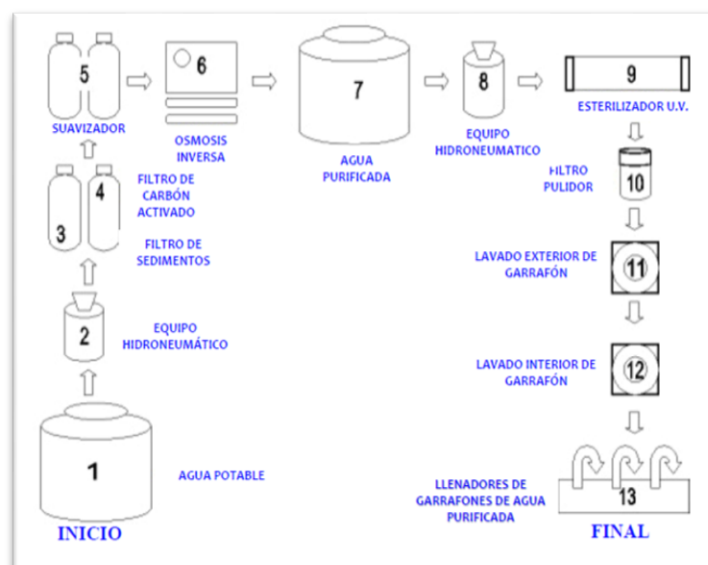 1
AGUA POTABLE
INICIO
2
EQUIPO
HIDRONEUMÁTICO
3
FILTRO DE
SEDIMENTOS
4
FILTRO DE
CARBÓN
ACTIVADO
5
SUAVIZADOR
6
OSMOSIS
INVERSA
7
AGUA
PURIFICADA
8
EQUIPO
HIDRONEUMATICO
9
ESTERILIZADOR U.V.
FILTRO
PULIDOR
10
LAVADO EXTERIOR DE
GARRAFÓN
11
LAVADO INTERIOR DE
GARRAFÓN
12
LLENADORES DE
GARRAFONES DE AGUA
PURIFICADA
13
FINAL